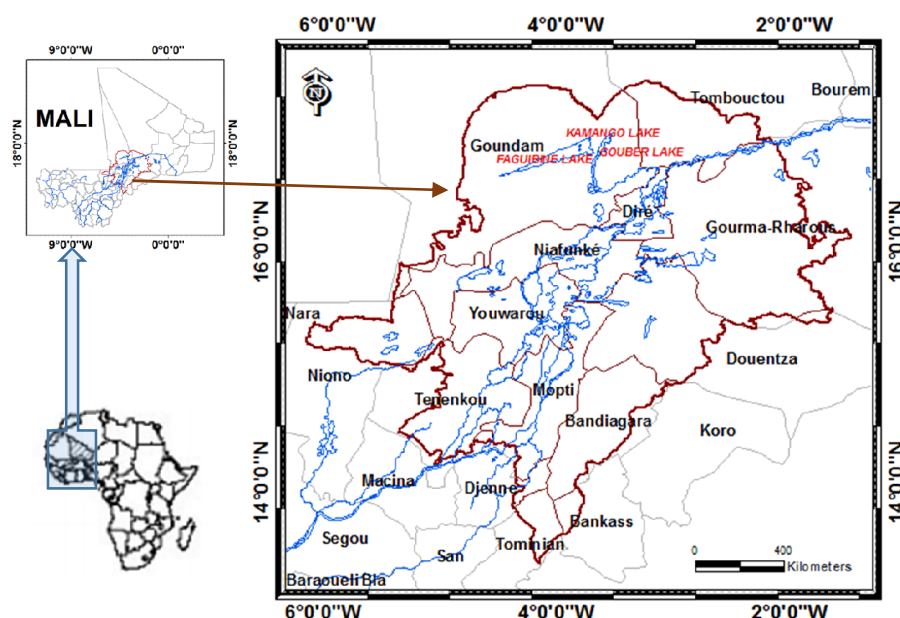 6°0'0"W 4°0'0"W 2°0'0"W
9°0'0"W 0°0'0"
MALI
18°0'0"N
18°0'0"N
9°0'0"W 0°0'0"
N
Tombouctou
Bourem
KAMANGO LAKE
Goundam
GOUBER LAKE
FAGUIBINE LAKE
Diré
Gourma-Rharous
16°0'0"N
16°0'0"N
Niafunké
Nara
Youwarou
Douentza
Niono
Tenenkou
Mopti
Bandiagara
Koro
14°0'0"N
14°0'0"N
Macina
Djenne
Bankass
Segou
Tominian
San
0 400
Kilometers
Baraoueli Bla
6°0'0"W 4°0'0"W 2°0'0"W